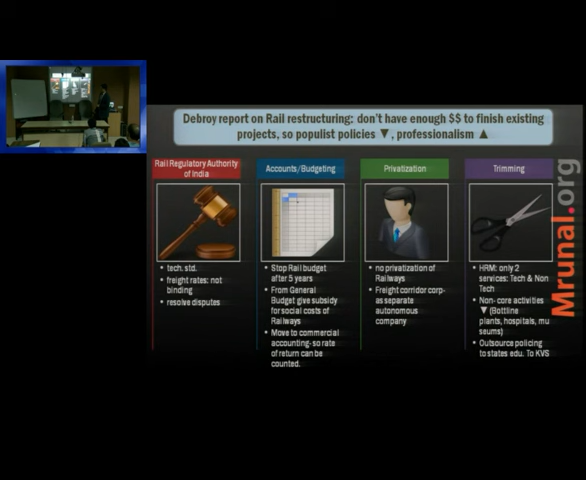 Debroy report on Rail restructuring: don't have enough $$ to finish existing
projects, so populist policies ▼, professionalism ▲
Rail Regulatory Authority
of India
• tech. std.
• freight rates: not
binding
• resolve disputes
Accounts/Budgeting
• Stop Rail budget
after 5 years
• From General
Budget give subsidy
for social costs of
Railways
• Move to commercial
accounting- so rate
of return can be
counted.
Privatization
• no privatization of
Railways
• Freight corridor corp-
as separate
autonomous
company
Trimming
• HRM: only 2
services: Tech & Non
Tech
• Non- core activities
▼ (Bottline
plants, hospitals, mu
seums)
• Outsource policing
to states edu. To KVS
Mrunal.org